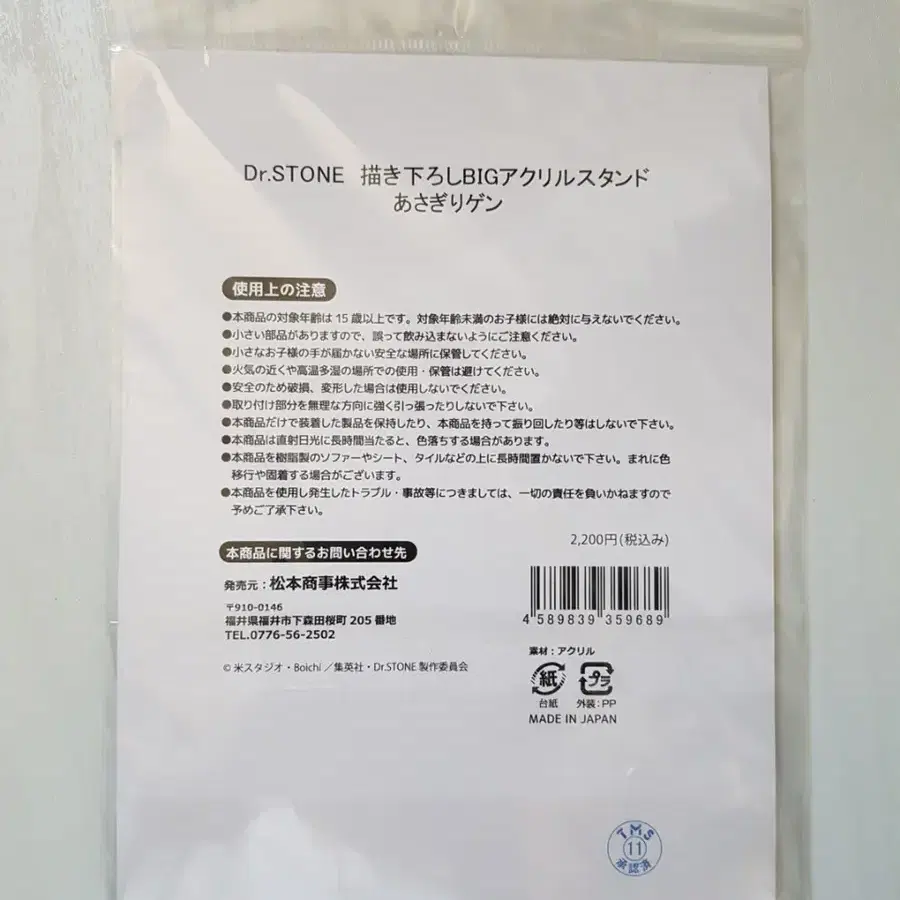 Dr.STONE 描き下ろしBIGアクリルスタンド
あさぎりゲン
使用上の注意
●本商品の対象年齢は15歳以上です。対象年齢未満のお子様には絶対に与えないでください。
●小さい部品がありますので、誤って飲み込まないようにご注意ください。
●小さなお子様の手が届かない安全な場所に保管してください。
●火気の近くや高温多湿の場所での使用・保管は避けてください。
●安全のため破損、変形した場合は使用しないでください。
●取り付け部分を無理な方向に強く引っ張ったりしないで下さい。
●本商品だけで装着した製品を保持したり、本商品を持って振り回したり等はしないで下さい。
●本商品は直射日光に長時間当たると、色落ちする場合があります。
●本商品を樹脂製のソファーやシート、タイルなどの上に長時間置かないで下さい。まれに色
移行や固着する場合がございます。
●本商品を使用し発生したトラブル・事故等につきましては、一切の責任を負いかねますので
予めご了承下さい。
2,200円(税込み)
本商品に関するお問い合わせ先
発売元：松本商事株式会社
〒910-0146
福井県福井市下森田桜町205番地
TEL.0776-56-2502
©米スタジオ・Boichi／集英社・Dr.STONE製作委員会
4 589839 359689
素材：アクリル
紙 プラ
台紙 外装：PP
MADE IN JAPAN
TMS
11
承認済